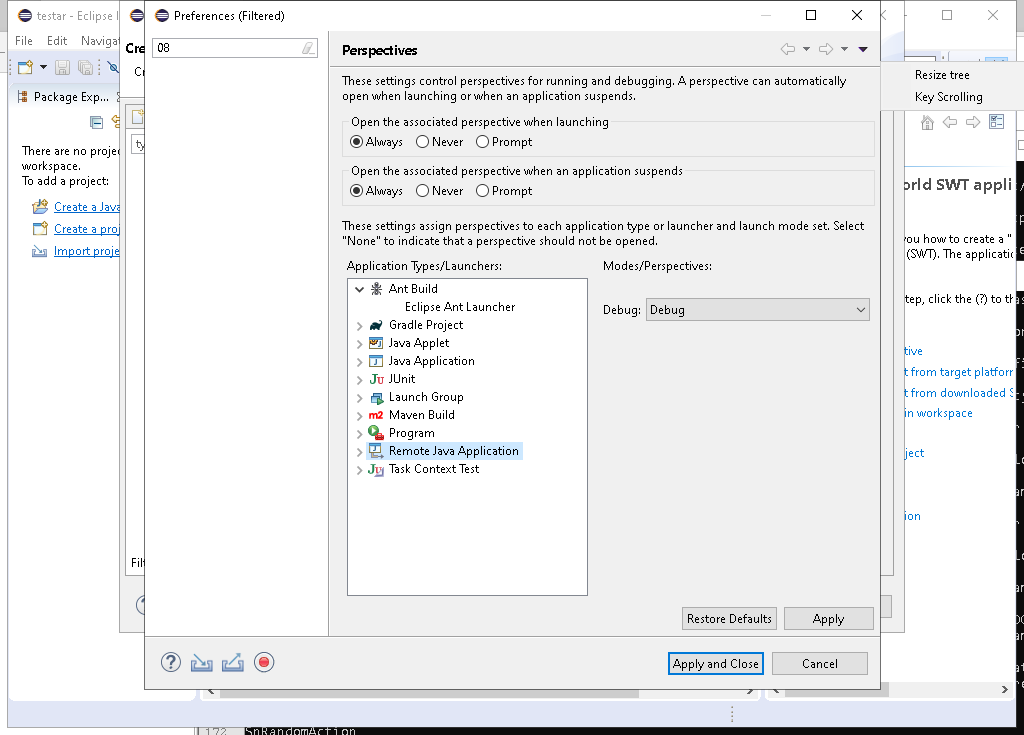 testar - Eclipse I
Preferences (Filtered)
File Edit Navigat
Cre
08
Perspectives
Resize tree
Key Scrolling
Package Exp...
These settings control perspectives for running and debugging. A perspective can automatically
open when launching or when an application suspends.
Open the associated perspective when launching
Always Never Prompt
There are no projec
workspace.
To add a project:
Open the associated perspective when an application suspends
Always Never Prompt
orld SWT appli
Create a Java
Create a proj
Import proje
These settings assign perspectives to each application type or launcher and launch mode set. Select
"None" to indicate that a perspective should not be opened.
you how to create a "
(SWT). The applicatio
Application Types/Launchers:
Modes/Perspectives:
Ant Build
Eclipse Ant Launcher
Debug: Debug
tep, click the (?) to th
Gradle Project
Java Applet
Java Application
JUnit
Launch Group
Maven Build
Program
Remote Java Application
Task Context Test
tive
t from target platforr
t from downloaded S
in workspace
ject
ion
Filt
Restore Defaults Apply
Apply and Close Cancel
172 SnRandomAction